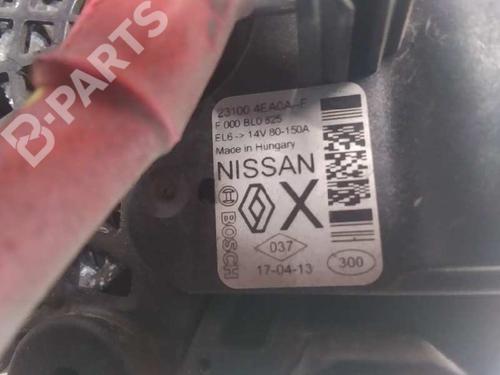 23100 4EA0A--E
F 000 BL0 525
EL6 -> 14V 80-150A
Made in Hungary
NISSAN
BOSCH
X
037
17-04-13
300
B-PARTS